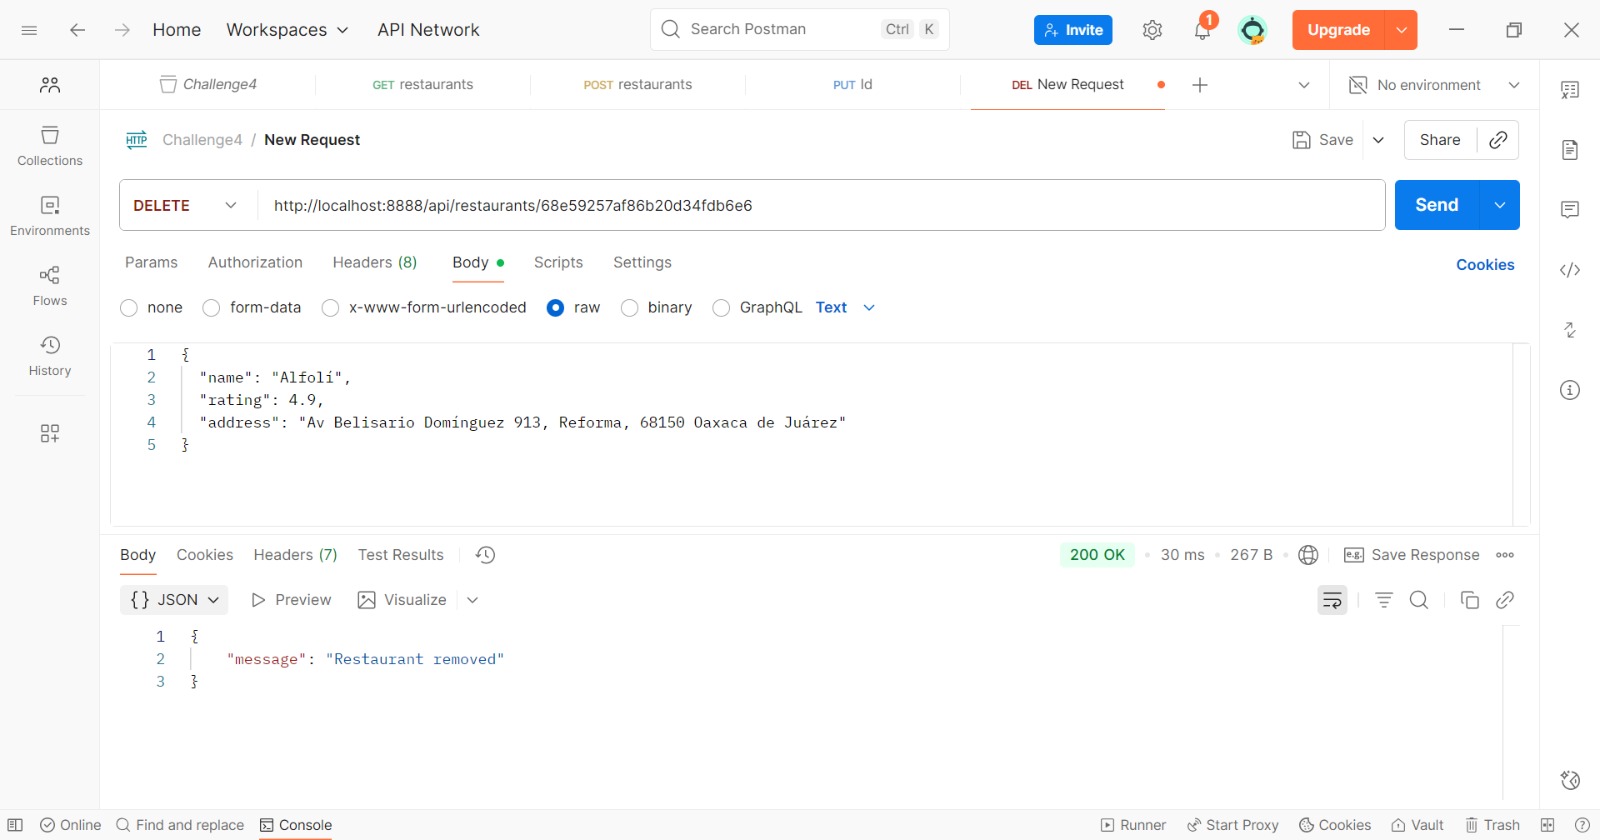 Home Workspaces API Network Search Postman Ctrl K Invite 1 Upgrade
Challenge4 GET restaurants POST restaurants PUT Id DEL New Request No environment
HTTP Challenge4 / New Request Save Share
Collections
DELETE http://localhost:8888/api/restaurants/68e59257af86b20d34fdb6e6 Send
Environments
Params Authorization Headers (8) Body Scripts Settings Cookies
Flows
none form-data x-www-form-urlencoded raw binary GraphQL Text
History
1 {
2 "name": "Alfolí",
3 "rating": 4.9,
4 "address": "Av Belisario Domínguez 913, Reforma, 68150 Oaxaca de Juárez"
5 }
Body Cookies Headers (7) Test Results 200 OK 30 ms 267 B e.g. Save Response
{} JSON Preview Visualize
1 {
2 "message": "Restaurant removed"
3 }
Online Find and replace Console Runner Start Proxy Cookies Vault Trash